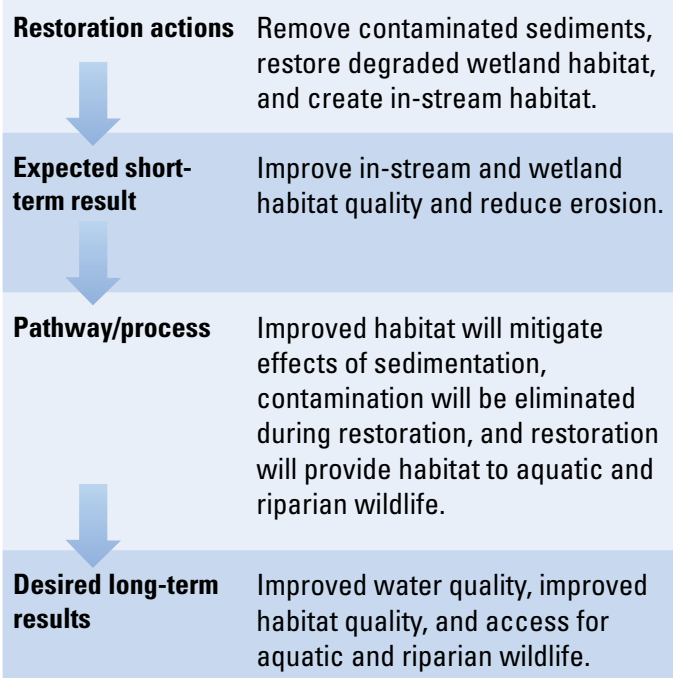 Restoration actions
Remove contaminated sediments,
restore degraded wetland habitat,
and create in-stream habitat.
Expected short-
term result
Improve in-stream and wetland
habitat quality and reduce erosion.
Pathway/process
Improved habitat will mitigate
effects of sedimentation,
contamination will be eliminated
during restoration, and restoration
will provide habitat to aquatic and
riparian wildlife.
Desired long-term
results
Improved water quality, improved
habitat quality, and access for
aquatic and riparian wildlife.